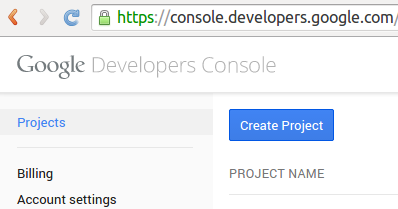 https://console.developers.google.com/
Google Developers Console
Projects
Create Project
PROJECT NAME
Billing
Account settings